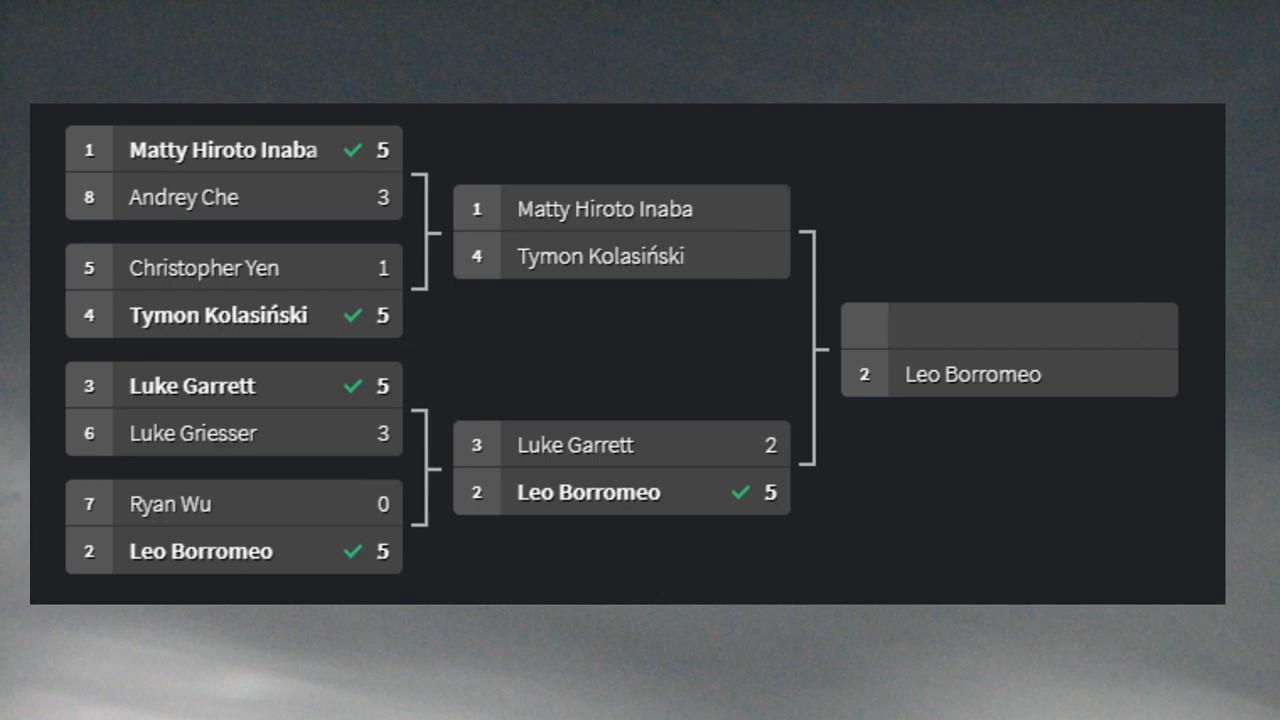 1 Matty Hiroto Inaba 5
8 Andrey Che 3
5 Christopher Yen 1
4 Tymon Kolasiński 5
3 Luke Garrett 5
6 Luke Griesser 3
7 Ryan Wu 0
2 Leo Borromeo 5
1 Matty Hiroto Inaba
4 Tymon Kolasiński
3 Luke Garrett 2
2 Leo Borromeo 5
2 Leo Borromeo